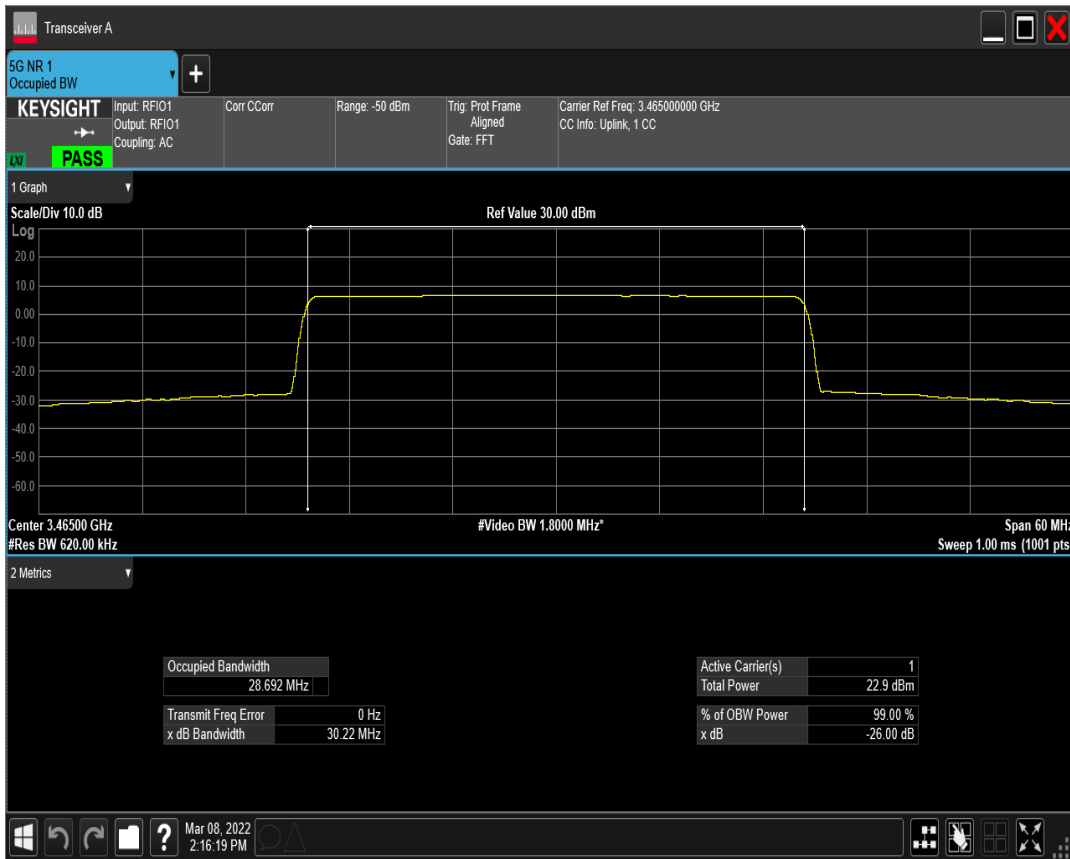 Transceiver A
5G NR 1
Occupied BW
+
KEYSIGHT
LXI
PASS
Input: RFIO1
Output: RFIO1
Coupling: AC
Corr CCorr
Range: -50 dBm
Trig: Prot Frame
Aligned
Gate: FFT
Carrier Ref Freq: 3.465000000 GHz
CC Info: Uplink, 1 CC
1 Graph
Scale/Div 10.0 dB
Ref Value 30.00 dBm
Log
20.0
10.0
0.00
-10.0
-20.0
-30.0
-40.0
-50.0
-60.0
Center 3.46500 GHz
#Video BW 1.8000 MHz*
Span 60 MHz
#Res BW 620.00 kHz
Sweep 1.00 ms (1001 pts
2 Metrics
Occupied Bandwidth
28.692 MHz
Transmit Freq Error 0 Hz
x dB Bandwidth 30.22 MHz
Active Carrier(s) 1
Total Power 22.9 dBm
% of OBW Power 99.00 %
x dB -26.00 dB
?
Mar 08, 2022
2:16:19 PM